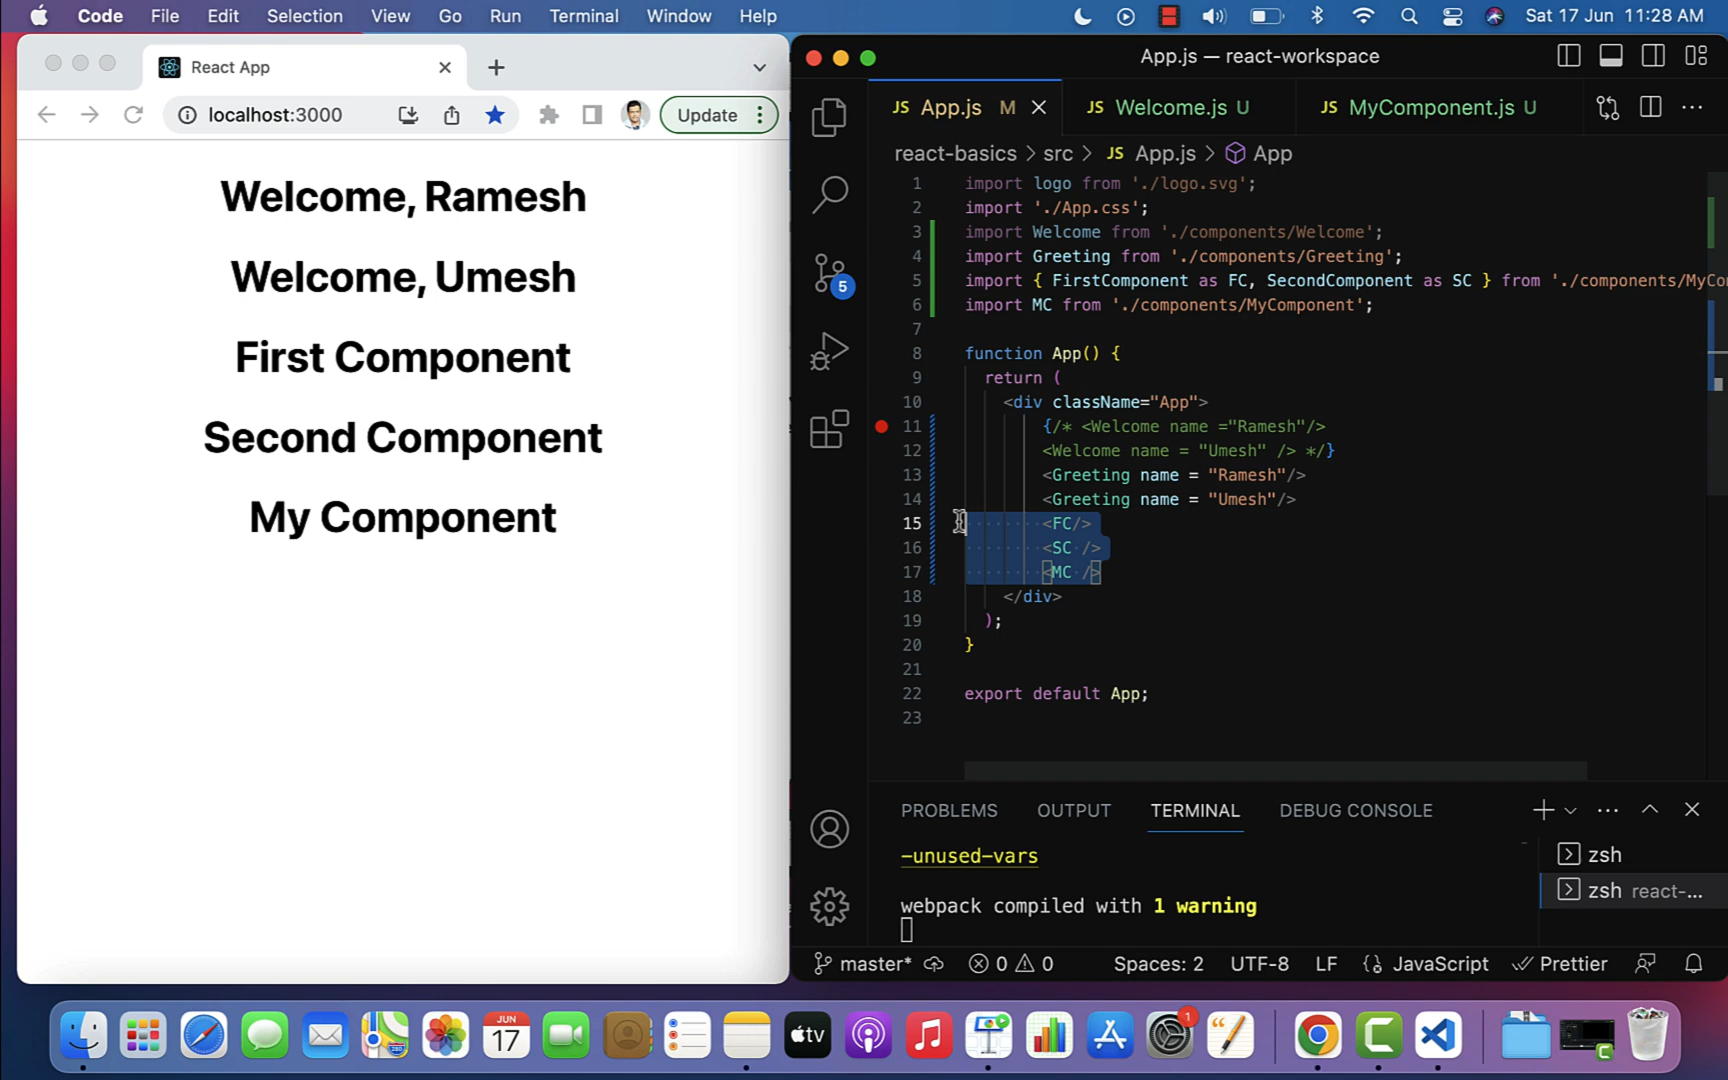 Code File Edit Selection View Go Run Terminal Window Help
Sat 17 Jun 11:28 AM
React App
localhost:3000
Update
Welcome, Ramesh
Welcome, Umesh
First Component
Second Component
My Component
App.js — react-workspace
JS App.js M
JS Welcome.js U
JS MyComponent.js U
react-basics > src > JS App.js > App
1 import logo from './logo.svg';
2 import './App.css';
3 import Welcome from './components/Welcome';
4 import Greeting from './components/Greeting';
5 import { FirstComponent as FC, SecondComponent as SC } from './components/MyCo
6 import MC from './components/MyComponent';
7
8 function App() {
9 return (
10 <div className="App">
11 {/* <Welcome name ="Ramesh"/>
12 <Welcome name = "Umesh" /> */}
13 <Greeting name = "Ramesh"/>
14 <Greeting name = "Umesh"/>
15 <FC/>
16 <SC />
17 <MC />
18 </div>
19 );
20 }
21
22 export default App;
23
5
PROBLEMS OUTPUT TERMINAL DEBUG CONSOLE
-unused-vars
webpack compiled with 1 warning
zsh
zsh react-...
master* 0 0 Spaces: 2 UTF-8 LF JavaScript Prettier
JUN
17
tv
1